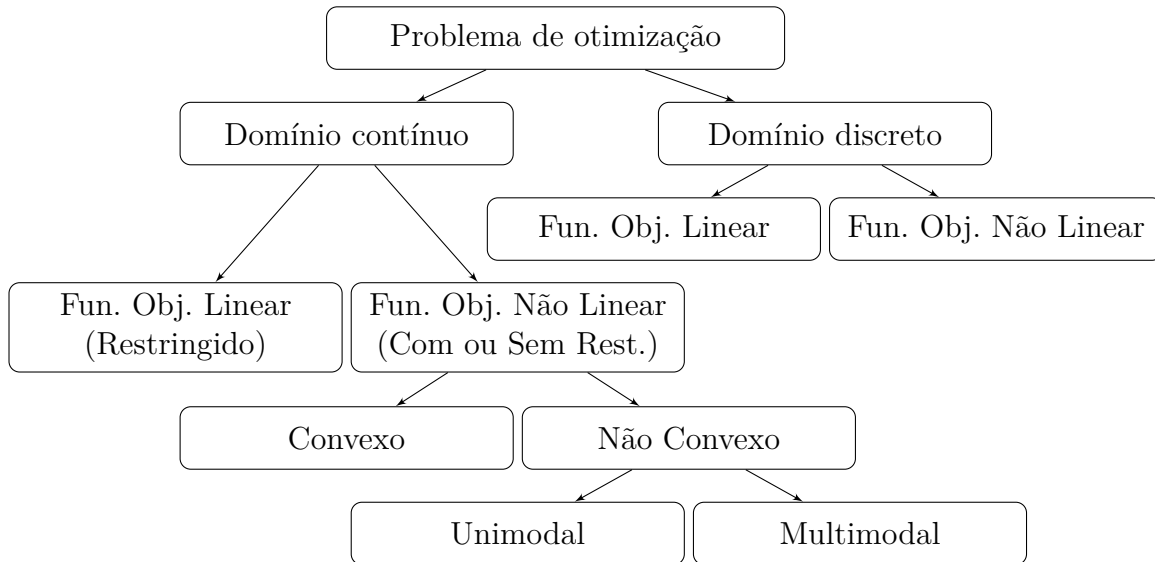 Problema de otimização
Domínio contínuo
Domínio discreto
Fun. Obj. Linear
Fun. Obj. Não Linear
Fun. Obj. Linear
(Restringido)
Fun. Obj. Não Linear
(Com ou Sem Rest.)
Convexo
Não Convexo
Unimodal
Multimodal